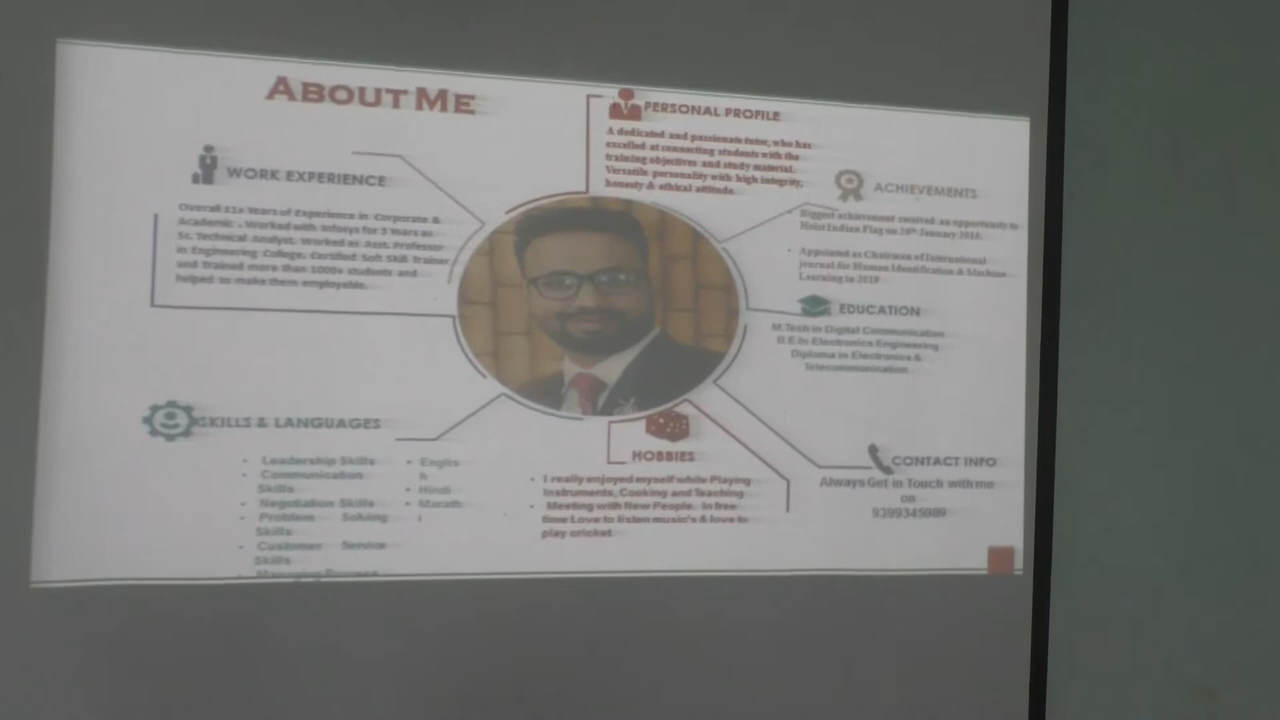 ABOUT ME
PERSONAL PROFILE
A dedicated and passionate tutor, who has
excelled at connecting students with the
training objectives and study material.
Versatile personality with high integrity,
honesty & ethical attitude.
WORK EXPERIENCE
Overall 11+ Years of Experience in Corporate &
Academic . Worked with Infosys for 3 Years as
Sr. Technical Analyst. Worked as Asst. Professor
in Engineering College. Certified Soft Skill Trainer
and Trained more than 1000+ students and
helped to make them employable.
ACHIEVEMENTS
• Biggest achievement received an opportunity to
Hoist Indian Flag on 26th January
• Appointed as Chairmen of International
journal for Human Identification & Machine
Learning in 2019
EDUCATION
M.Tech in Digital Communication
B.E in Electronics Engineering
Diploma in Electronics &
Telecommunication
SKILLS & LANGUAGES
• Leadership Skills
• Communication
Skills
• Negotiation Skills
• Problem Solving
Skills
• Customer Service
Skills
• Englis
h
• Hindi
• Marath
i
HOBBIES
• I really enjoyed myself while Playing
Instruments, Cooking and Teaching
• Meeting with New People. In free
time Love to listen music's & love to
play cricket
CONTACT INFO
Always Get in Touch with me
on
9399345989